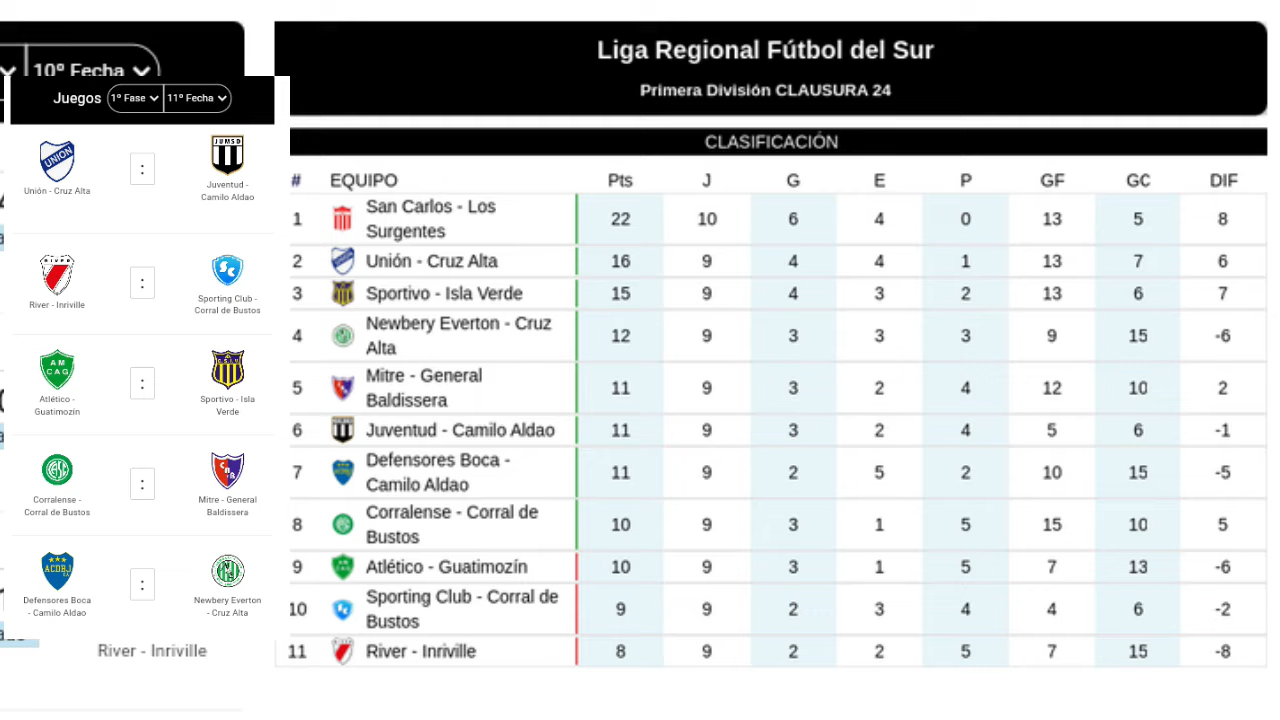 10º Fecha
Juegos 1º Fase 11º Fecha
UNION
Unión - Cruz Alta
:
JUMSD
Juventud -
Camilo Aldao
River - Inriville
:
SC
Sporting Club -
Corral de Bustos
AM
CAG
Atlético -
Guatimozín
:
Sportivo - Isla
Verde
Corralense -
Corral de Bustos
:
Mitre - General
Baldissera
ACDBJ
Defensores Boca
- Camilo Aldao
:
Newbery Everton
- Cruz Alta
River - Inriville
Liga Regional Fútbol del Sur
Primera División CLAUSURA 24
CLASIFICACIÓN
# EQUIPO Pts J G E P GF GC DIF
1 San Carlos - Los Surgentes 22 10 6 4 0 13 5 8
2 Unión - Cruz Alta 16 9 4 4 1 13 7 6
3 Sportivo - Isla Verde 15 9 4 3 2 13 6 7
4 Newbery Everton - Cruz Alta 12 9 3 3 3 9 15 -6
5 Mitre - General Baldissera 11 9 3 2 4 12 10 2
6 Juventud - Camilo Aldao 11 9 3 2 4 5 6 -1
7 Defensores Boca - Camilo Aldao 11 9 2 5 2 10 15 -5
8 Corralense - Corral de Bustos 10 9 3 1 5 15 10 5
9 Atlético - Guatimozín 10 9 3 1 5 7 13 -6
10 Sporting Club - Corral de Bustos 9 9 2 3 4 4 6 -2
11 River - Inriville 8 9 2 2 5 7 15 -8